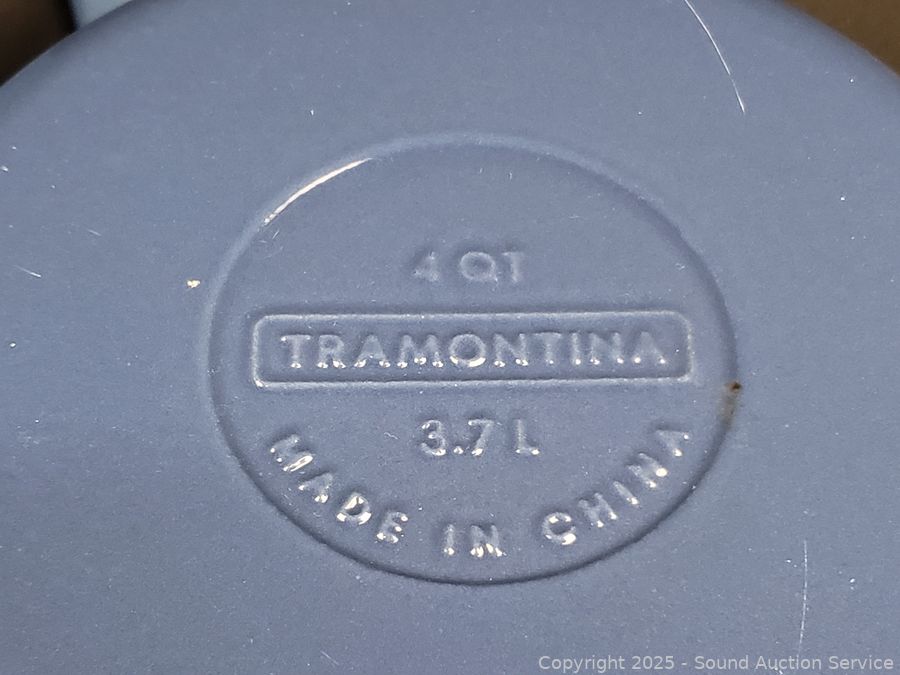 4 QT
TRAMONTINA
3.7 L
MADE IN CHINA
Copyright 2025 - Sound Auction Service